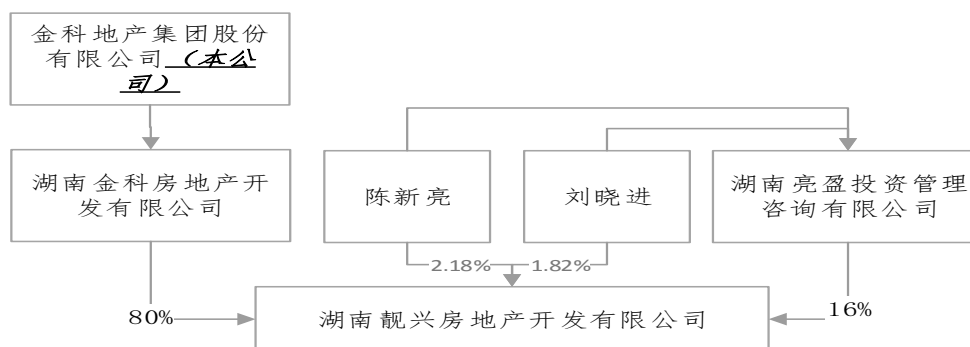 金科地产集团股份
有限公司（本公
司）
湖南金科房地产开
发有限公司
陈新亮
刘晓进
湖南亮盈投资管理
咨询有限公司
2.18%
1.82%
80%
16%
湖南靓兴房地产开发有限公司